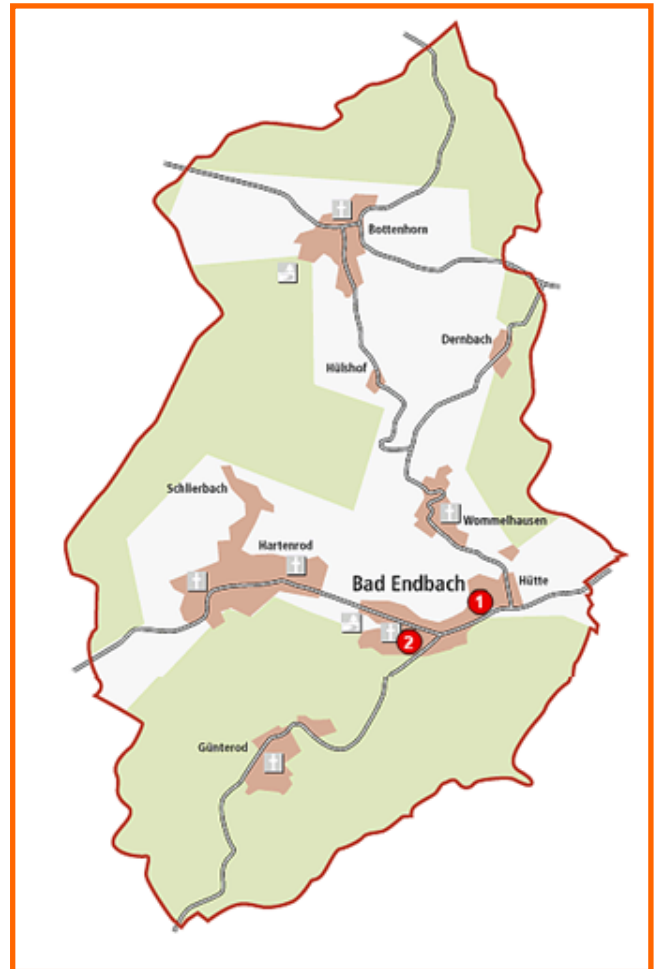 Bottenhorn
Dernbach
Hülshof
Schlierbach
Wommelhausen
Hartenrod
Bad Endbach
Hütte
1
2
Günterod